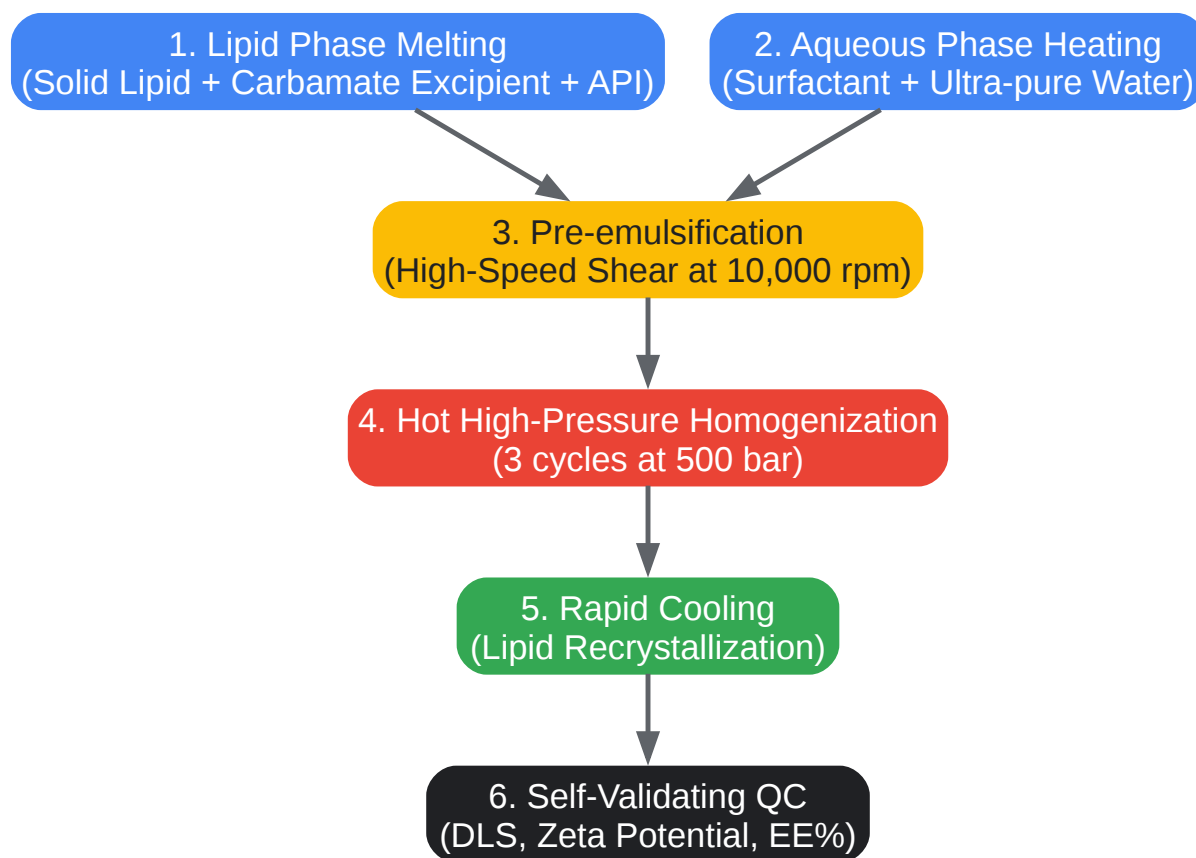 1. Lipid Phase Melting
(Solid Lipid + Carbamate Excipient + API)
2. Aqueous Phase Heating
(Surfactant + Ultra-pure Water)
3. Pre-emulsification
(High-Speed Shear at 10,000 rpm)
4. Hot High-Pressure Homogenization
(3 cycles at 500 bar)
5. Rapid Cooling
(Lipid Recrystallization)
6. Self-Validating QC
(DLS, Zeta Potential, EE%)